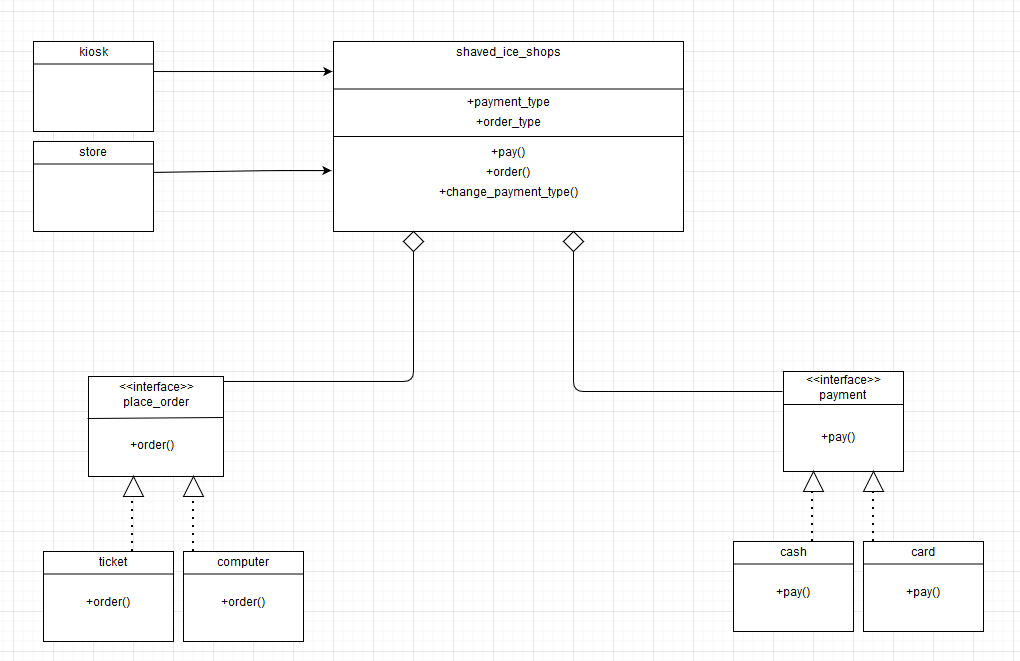 kiosk
shaved_ice_shops
+payment_type
+order_type
store
+pay()
+order()
+change_payment_type()
<<interface>>
place_order
+order()
<<interface>>
payment
+pay()
ticket
+order()
computer
+order()
cash
+pay()
card
+pay()